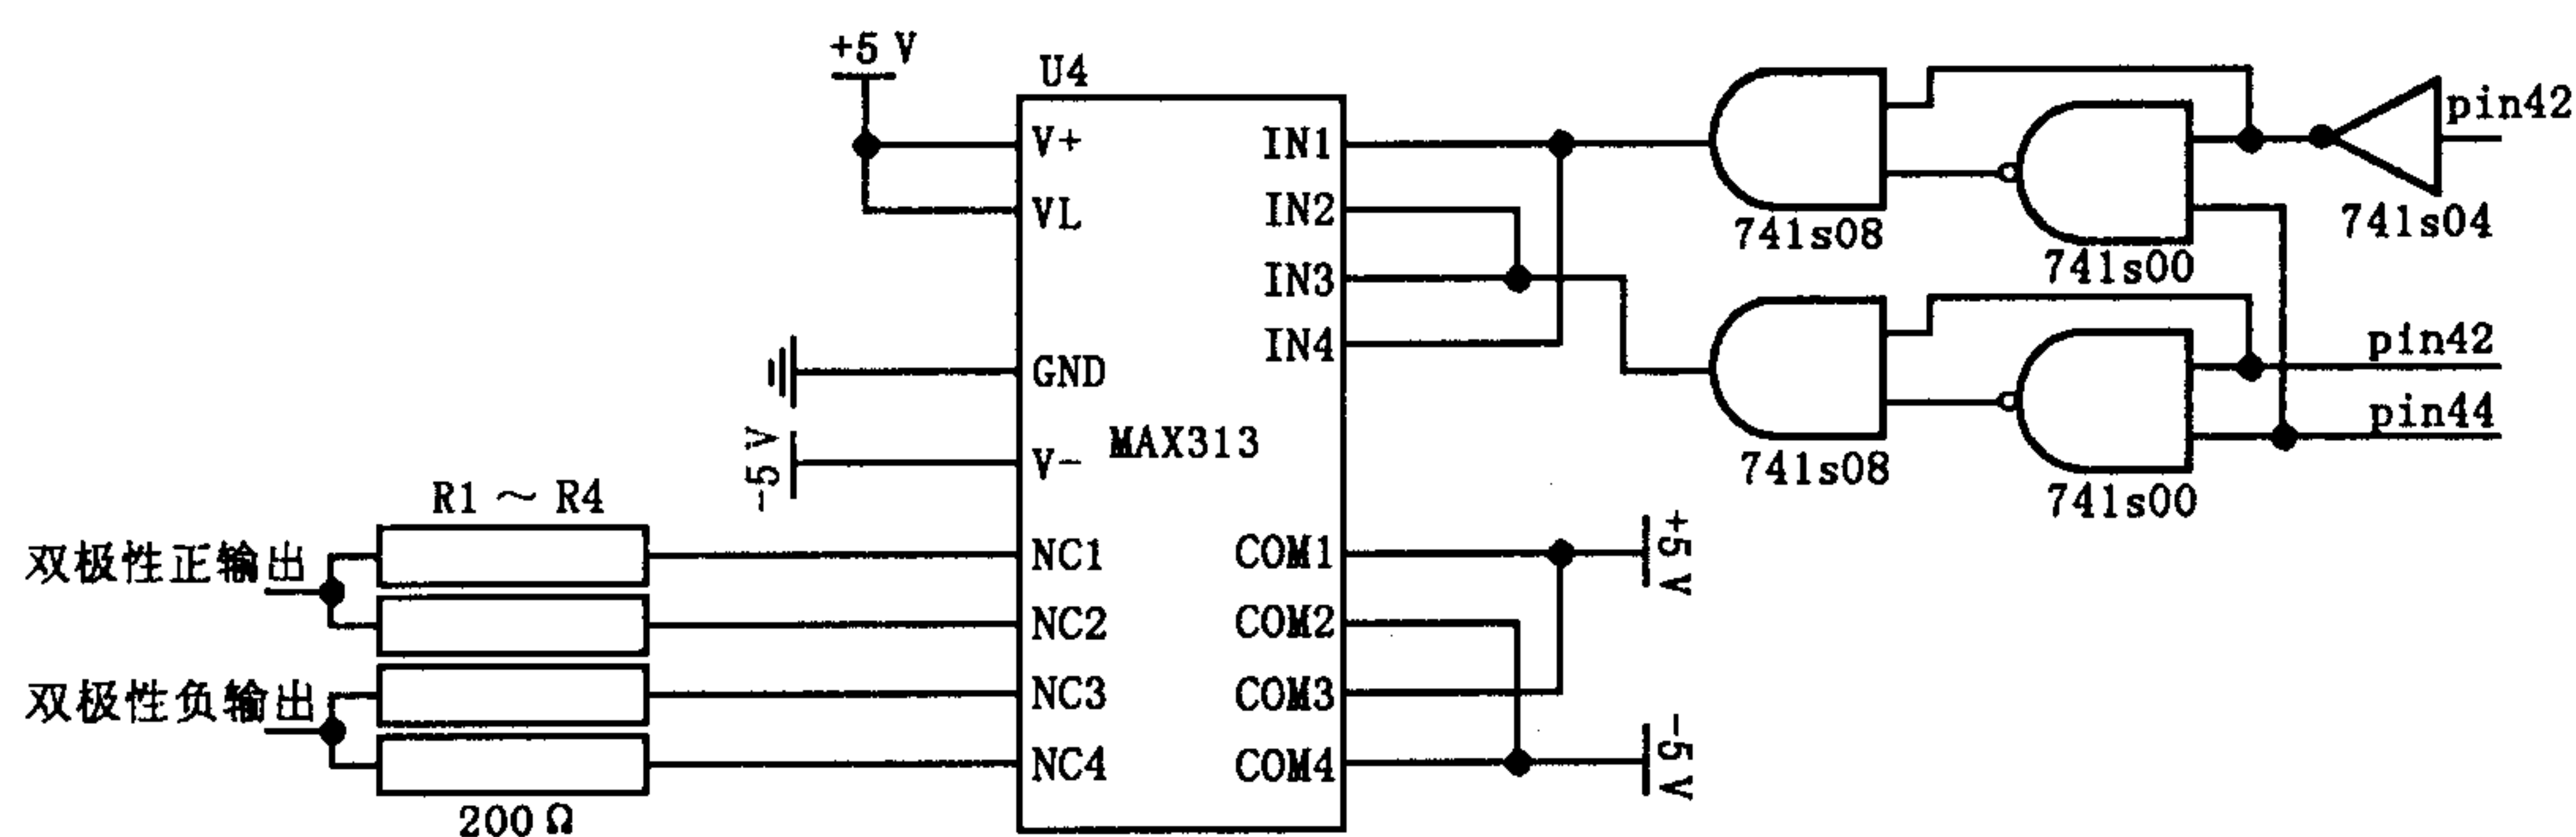 +5 V
U4
V+
VL
GND
V-
-5 V
MAX313
IN1
IN2
IN3
IN4
741s08
741s00
741s04
pin42
741s08
741s00
pin42
pin44
R1 ～ R4
双极性正输出
双极性负输出
200 Ω
NC1
NC2
NC3
NC4
COM1
COM2
COM3
COM4
+5 V
-5 V